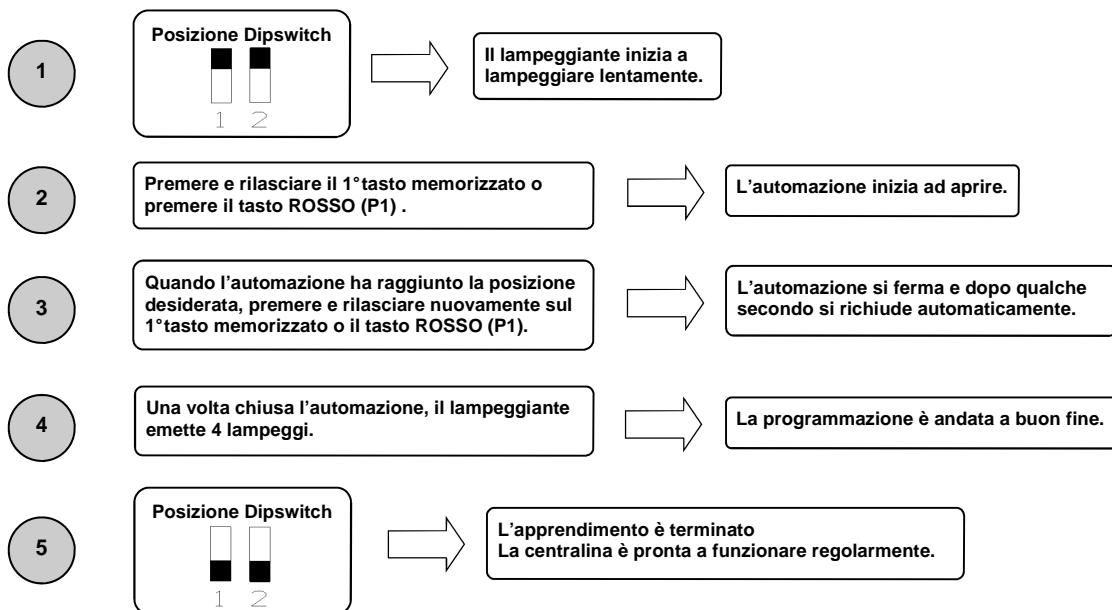 1
Posizione Dipswitch
1 2
Il lampeggiante inizia a
lampeggiare lentamente.
2
Premere e rilasciare il 1° tasto memorizzato o
premere il tasto ROSSO (P1) .
L'automazione inizia ad aprire.
3
Quando l'automazione ha raggiunto la posizione
desiderata, premere e rilasciare nuovamente sul
1° tasto memorizzato o il tasto ROSSO (P1).
L'automazione si ferma e dopo qualche
secondo si richiude automaticamente.
4
Una volta chiusa l'automazione, il lampeggiante
emette 4 lampeggi.
La programmazione è andata a buon fine.
5
Posizione Dipswitch
1 2
L'apprendimento è terminato
La centralina è pronta a funzionare regolarmente.